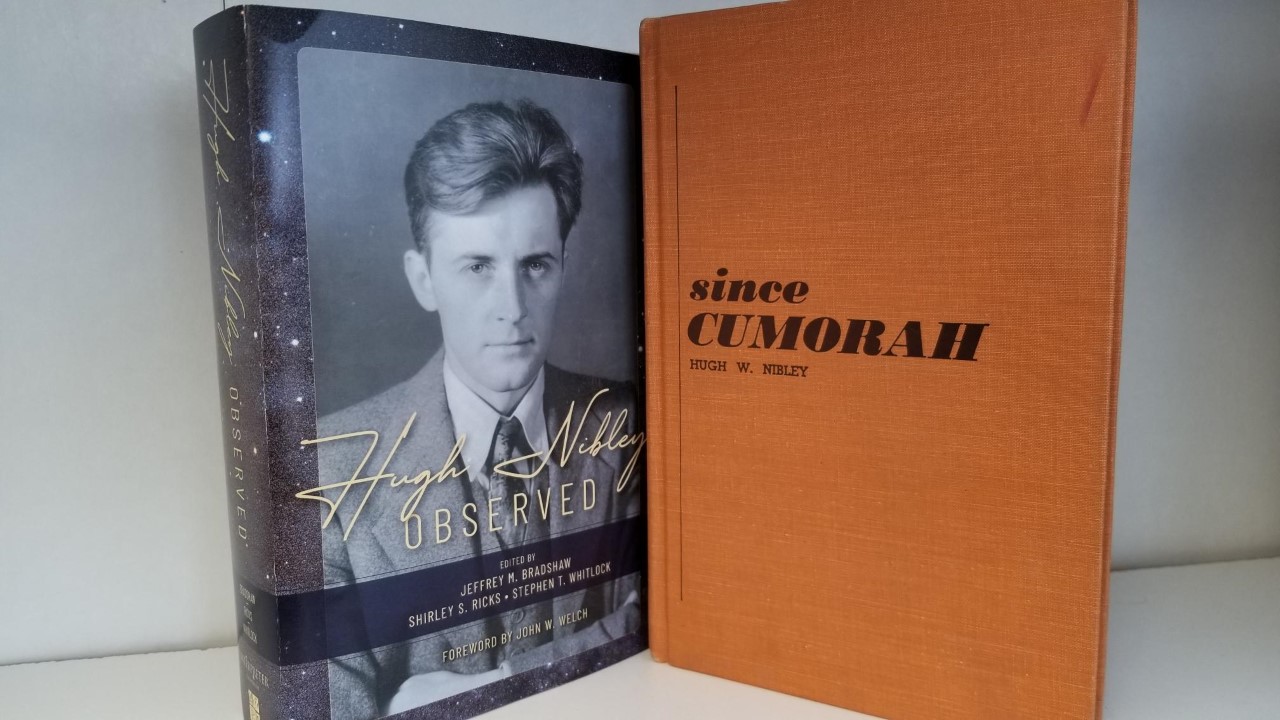 Hugh Nibley
OBSERVED
Hugh Nibley
OBSERVED
EDITED BY
JEFFREY M. BRADSHAW
SHIRLEY S. RICKS • STEPHEN T. WHITLOCK
FOREWORD BY JOHN W. WELCH
since
CUMORAH
HUGH W. NIBLEY